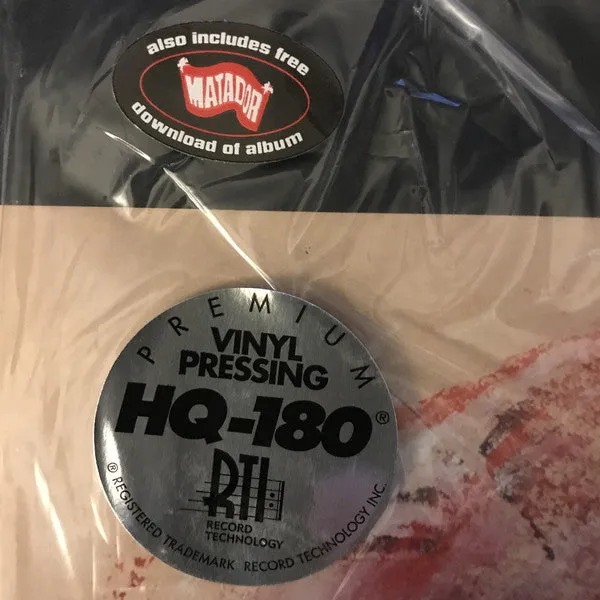 also includes free
MATADOR
download of album
PREMIUM
VINYL
PRESSING
HQ-180®
RTI
RECORD
TECHNOLOGY
® REGISTERED TRADEMARK RECORD TECHNOLOGY INC.